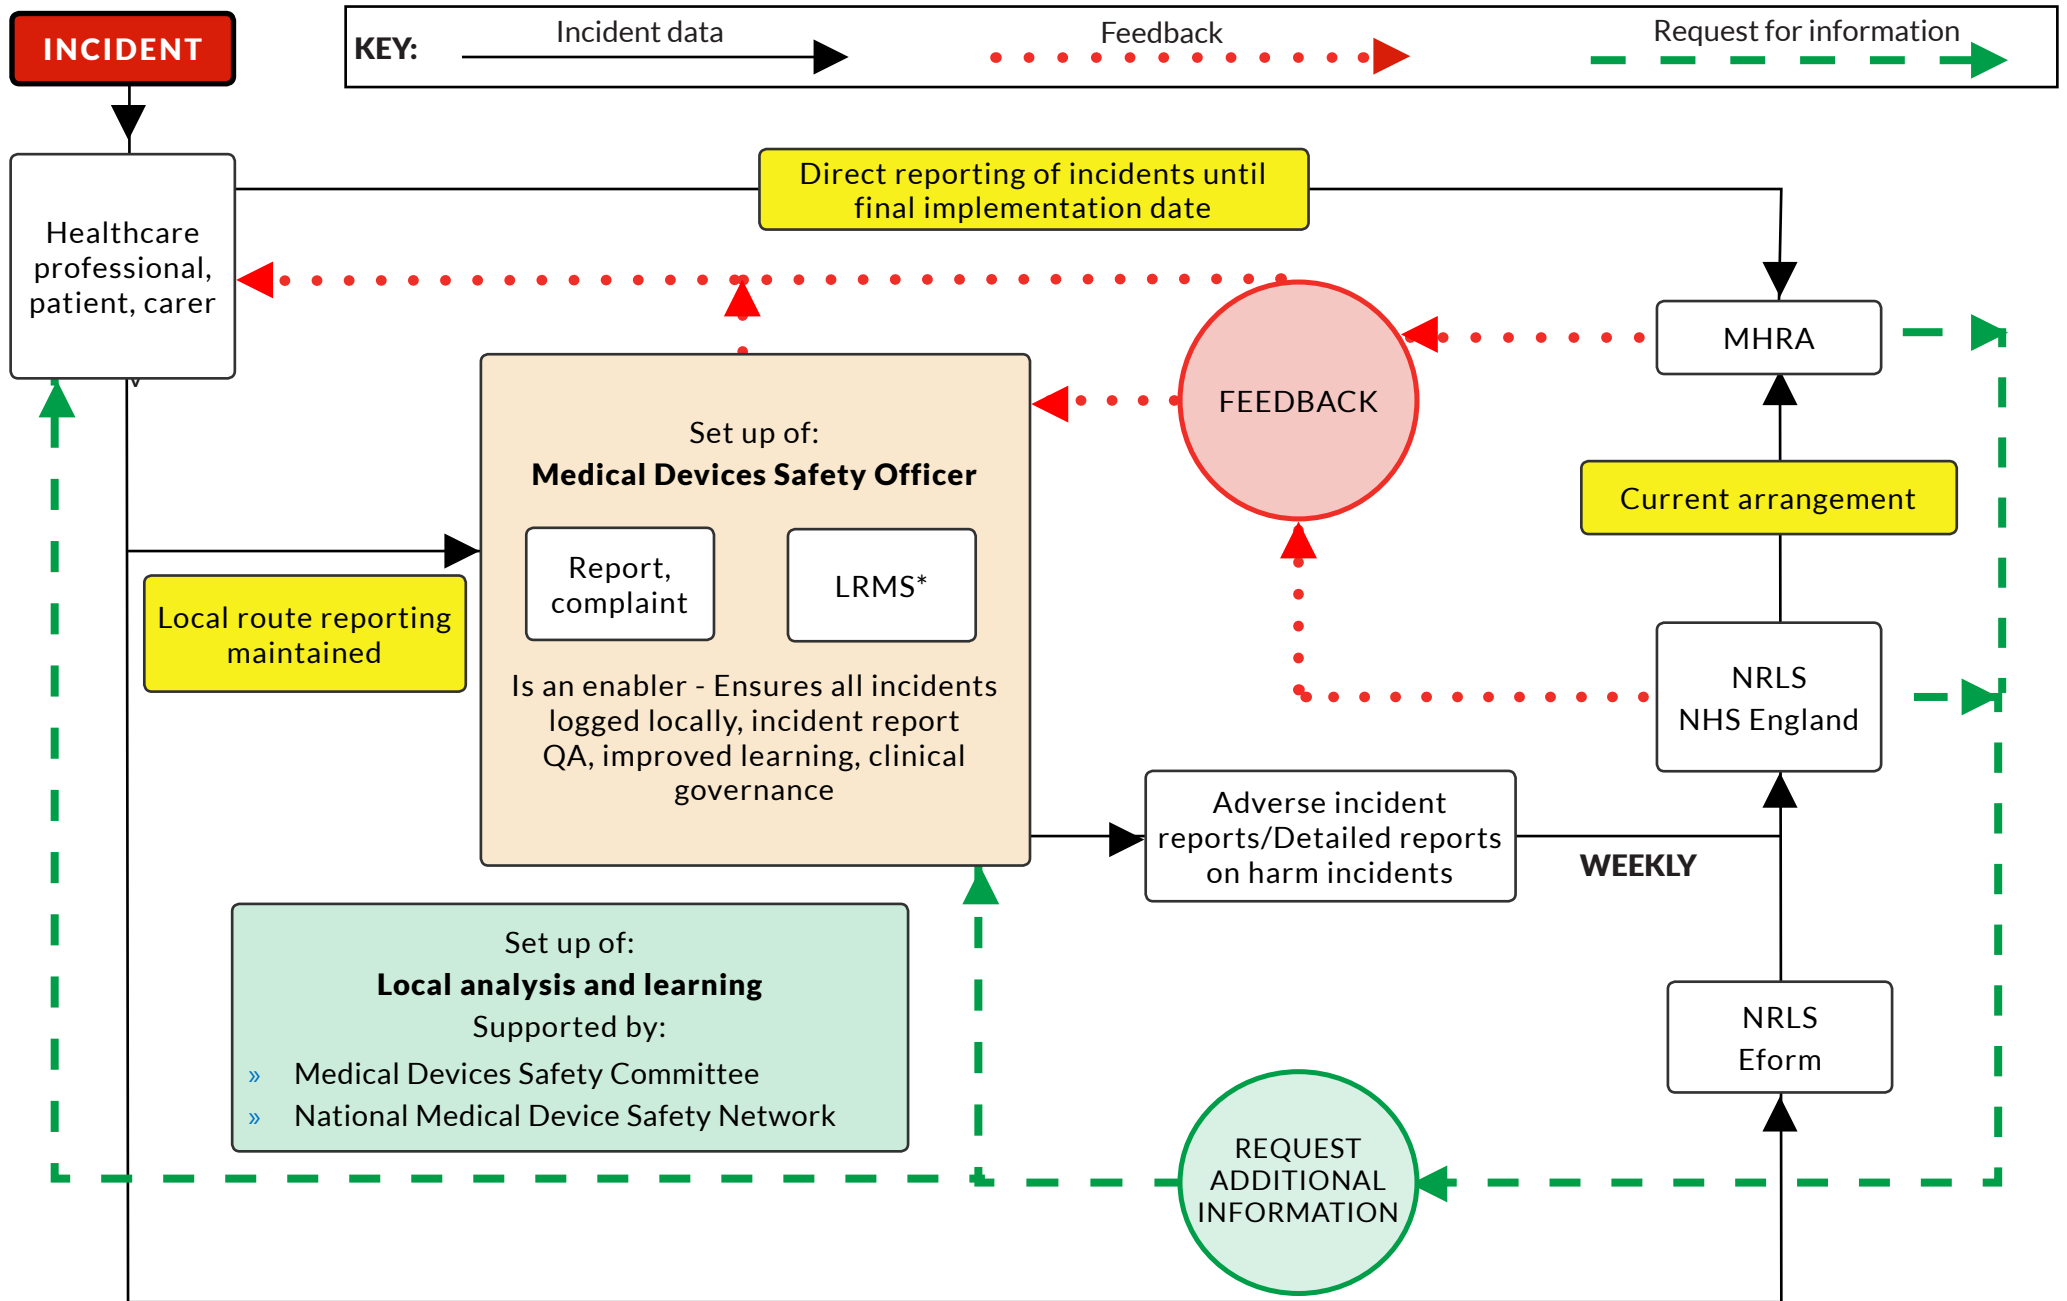 INCIDENT
KEY:
Incident data
Feedback
Request for information
Direct reporting of incidents until
final implementation date
Healthcare
professional,
patient, carer
MHRA
FEEDBACK
Set up of:
Medical Devices Safety Officer
Report,
complaint
LRMS*
Is an enabler - Ensures all incidents
logged locally, incident report
QA, improved learning, clinical
governance
Current arrangement
Local route reporting
maintained
NRLS
NHS England
Adverse incident
reports/Detailed reports
on harm incidents
WEEKLY
Set up of:
Local analysis and learning
Supported by:
» Medical Devices Safety Committee
» National Medical Device Safety Network
NRLS
Eform
REQUEST
ADDITIONAL
INFORMATION